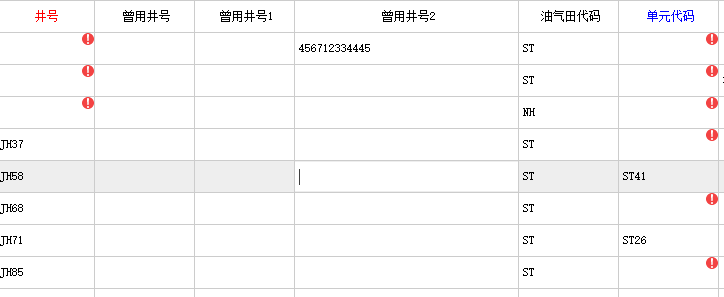 井号 曾用井号 曾用井号1 曾用井号2 油气田代码 单元代码
456712334445 ST
ST
NH
JH37 ST
JH58 ST ST41
JH68 ST
JH71 ST ST26
JH85 ST